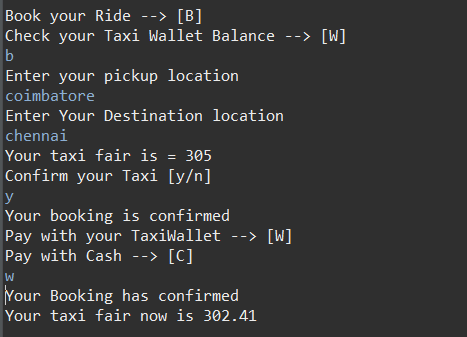 Book your Ride --> [B]
Check your Taxi Wallet Balance --> [W]
b
Enter your pickup location
coimbatore
Enter Your Destination location
chennai
Your taxi fair is = 305
Confirm your Taxi [y/n]
y
Your booking is confirmed
Pay with your TaxiWallet --> [W]
Pay with Cash --> [C]
w
Your Booking has confirmed
Your taxi fair now is 302.41